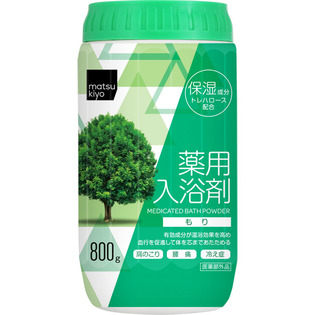 matsu
kiyo
保湿成分
トレハロース
配合
薬用
入浴剤
MEDICATED BATH POWDER
もり
有効成分が温浴効果を高め
血行を促進して体を芯まであたためる
肩のこり 腰痛 冷え症
医薬部外品
800g